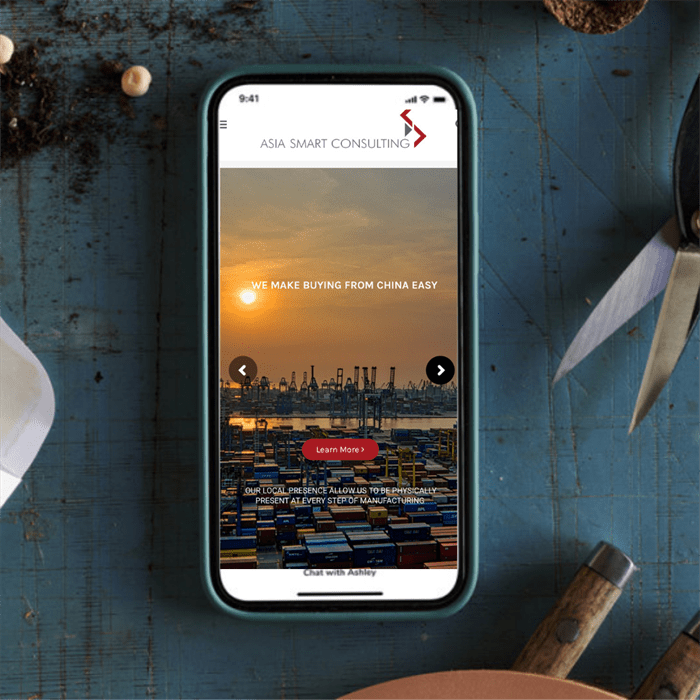 9:41
ASIA SMART CONSULTING
WE MAKE BUYING FROM CHINA EASY
Learn More >
OUR LOCAL PRESENCE ALLOW US TO BE PHYSICALLY
PRESENT AT EVERY STEP OF MANUFACTURING
Chat with Ashley